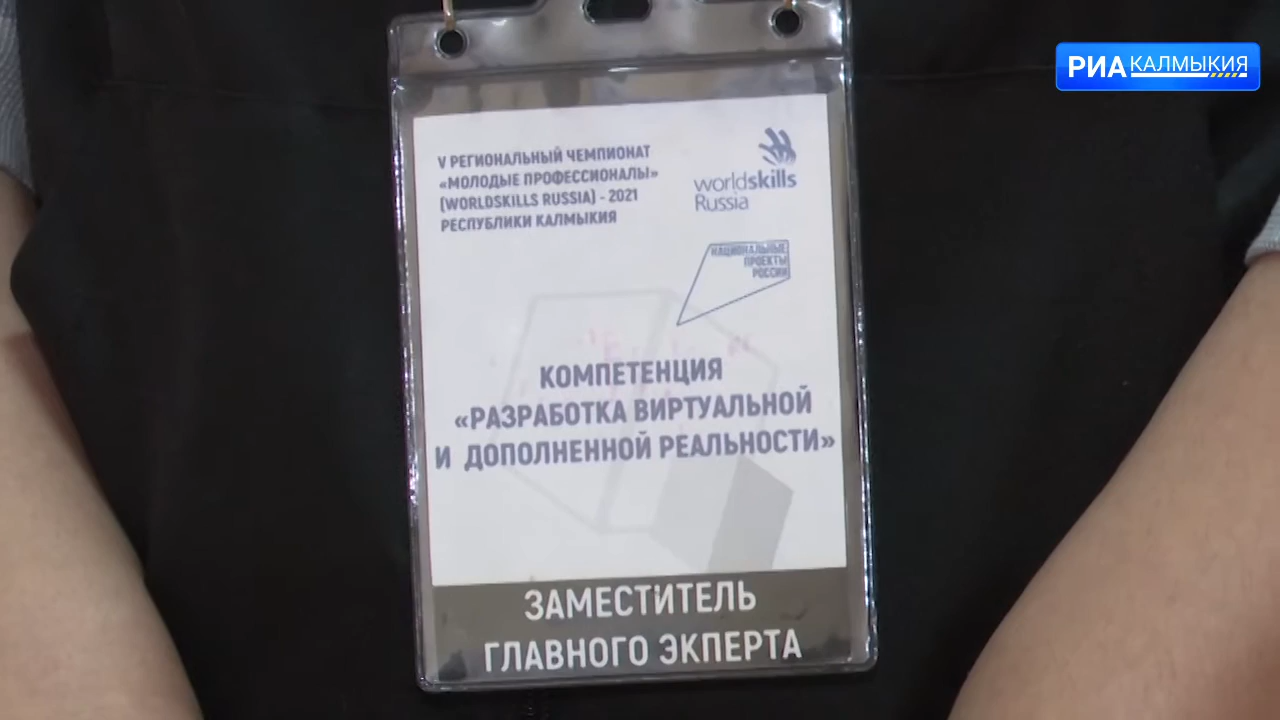 РИА КАЛМЫКИЯ
V РЕГИОНАЛЬНЫЙ ЧЕМПИОНАТ
«МОЛОДЫЕ ПРОФЕССИОНАЛЫ»
(WORLDSKILLS RUSSIA) - 2021
РЕСПУБЛИКИ КАЛМЫКИЯ
worldskills
Russia
НАЦИОНАЛЬНЫЕ
ПРОЕКТЫ
РОССИИ
КОМПЕТЕНЦИЯ
«РАЗРАБОТКА ВИРТУАЛЬНОЙ
И ДОПОЛНЕННОЙ РЕАЛЬНОСТИ»
ЗАМЕСТИТЕЛЬ
ГЛАВНОГО ЭКПЕРТА